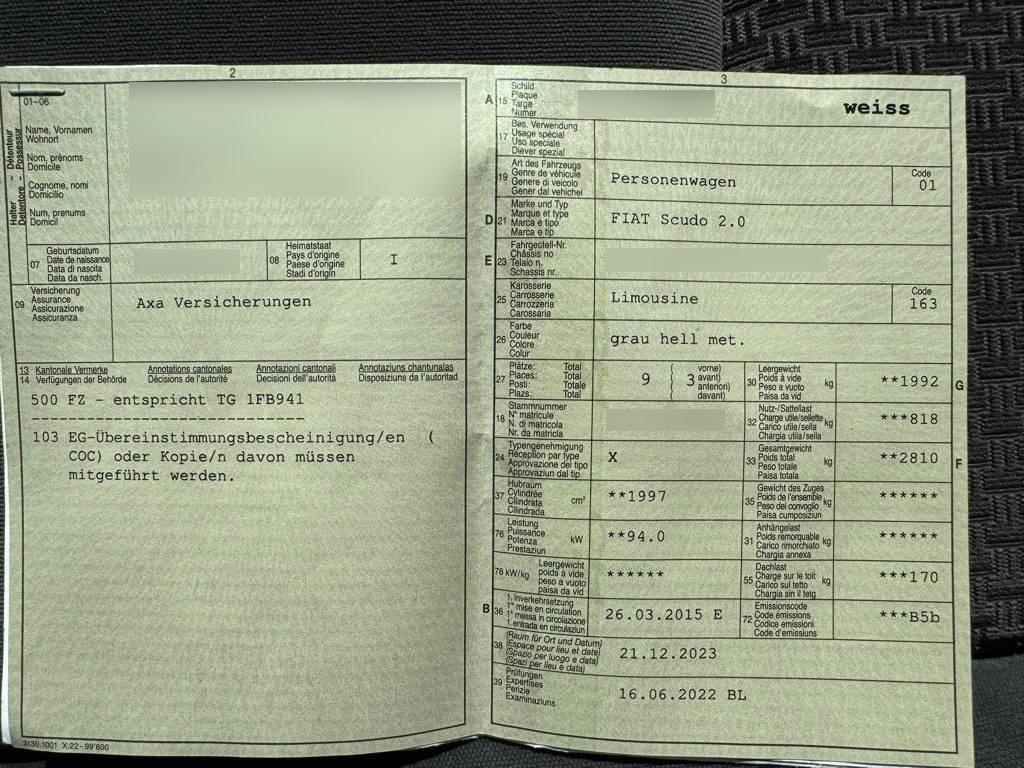 2
01-06
Halter - Détenteur
Detentore - Possessur
Name, Vornamen
Wohnort
Nom, prénoms
Domicile
Cognome, nomi
Domicilio
Num, prenums
Domicil
07
Geburtsdatum
Date de naissance
Data di nascita
Data da nasch.
08
Heimatstaat
Pays d'origine
Paese d'origine
Stadi d'origin
I
09
Versicherung
Assurance
Assicurazione
Assicuranza
Axa Versicherungen
13 Kantonale Vermerke Annotations cantonales Annotazioni cantonali Annotaziuns chantunalas
14 Verfügungen der Behörde Décisions de l'autorité Decisioni dell'autorità Disposiziuns da l'autoritad
500 FZ - entspricht TG 1FB941
103 EG-Übereinstimmungsbescheinigung/en (
COC) oder Kopie/n davon müssen
mitgeführt werden.
3130.1001 X.22-99'600
3
A 15
Schild
Plaque
Targa
Numer
weiss
17
Bes. Verwendung
Usage spécial
Uso speciale
Diever spezial
19
Art des Fahrzeugs
Genre de véhicule
Genere di veicolo
Gener dal vehichel
Personenwagen
Code
01
D 21
Marke und Typ
Marque et type
Marca e tipo
Marca e tip
FIAT Scudo 2.0
E 23
Fahrgestell-Nr.
Châssis no
Telaio n.
Schassis nr.
25
Karosserie
Carrosserie
Carrozzeria
Carossaria
Limousine
Code
163
26
Farbe
Couleur
Colore
Colur
grau hell met.
27
Plätze: Total
Places: Total
Posti: Totale
Plazs: Total
9 ( 3
vorne)
avant)
anteriori)
davant)
30
Leergewicht
Poids à vide
Peso a vuoto
Paisa da vid
kg
**1992
G
18
Stammnummer
N° matricule
N. di matricola
Nr. da matricla
32
Nutz-/Sattellast
Charge utile/sellette
Carico utile/sella
Chargia utila/sella
kg
***818
24
Typengenehmigung
Réception par type
Approvazione del tipo
Approvaziun dal tip
X
33
Gesamtgewicht
Poids total
Peso totale
Paisa totala
kg
**2810
F
37
Hubraum
Cylindrée
Cilindrata
Cilindrada
cm³
**1997
35
Gewicht des Zuges
Poids de l'ensemble
Peso del convoglio
Paisa cumposiziun
kg
******
76
Leistung
Puissance
Potenza
Prestaziun
kW
**94.0
31
Anhängelast
Poids remorquable
Carico rimorchiato
Chargia annexa
kg
******
78 kW/kg
Leergewicht
poids à vide
peso a vuoto
paisa da vid
******
55
Dachlast
Charge sur le toit
Carico sul tetto
Chargia sin il tetg
kg
***170
B 36
1. Inverkehrsetzung
1re mise en circulation
1a messa in circolazione
1. entrada en circulaziun
26.03.2015 E
72
Emissionscode
Code émissions
Codice emissioni
Code d'emissiuns
***B5b
38
(Raum für Ort und Datum)
(Espace pour lieu et date)
(Spazio per luogo e data)
(Spazi per lieu e data)
21.12.2023
39
Prüfungen
Expertises
Perizie
Examinaziuns
16.06.2022 BL